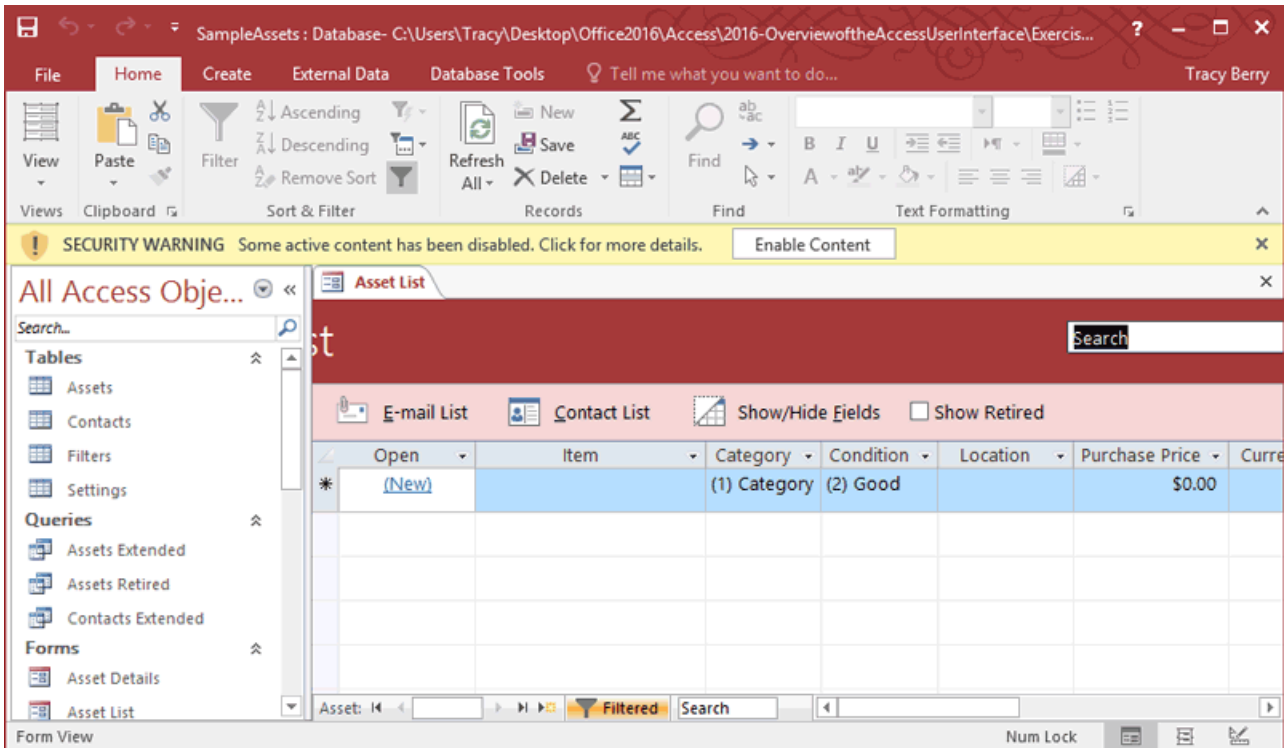 SampleAssets : Database- C:\Users\Tracy\Desktop\Office2016\Access\2016-OverviewoftheAccessUserInterface\Exercis... ?
File Home Create External Data Database Tools Tell me what you want to do... Tracy Berry
View
Paste
Filter
Ascending
Descending
Remove Sort
Refresh
All
New
Save
Delete
Σ
ABC
Find
ab
ac
B I U
A
Views Clipboard Sort & Filter Records Find Text Formatting
SECURITY WARNING Some active content has been disabled. Click for more details. Enable Content
All Access Obje... «
Search...
Tables
Assets
Contacts
Filters
Settings
Queries
Assets Extended
Assets Retired
Contacts Extended
Forms
Asset Details
Asset List
Asset List
st
Search
E-mail List Contact List Show/Hide Fields Show Retired
Open Item Category Condition Location Purchase Price Curre
(New) (1) Category (2) Good $0.00
Asset: Filtered Search
Form View Num Lock